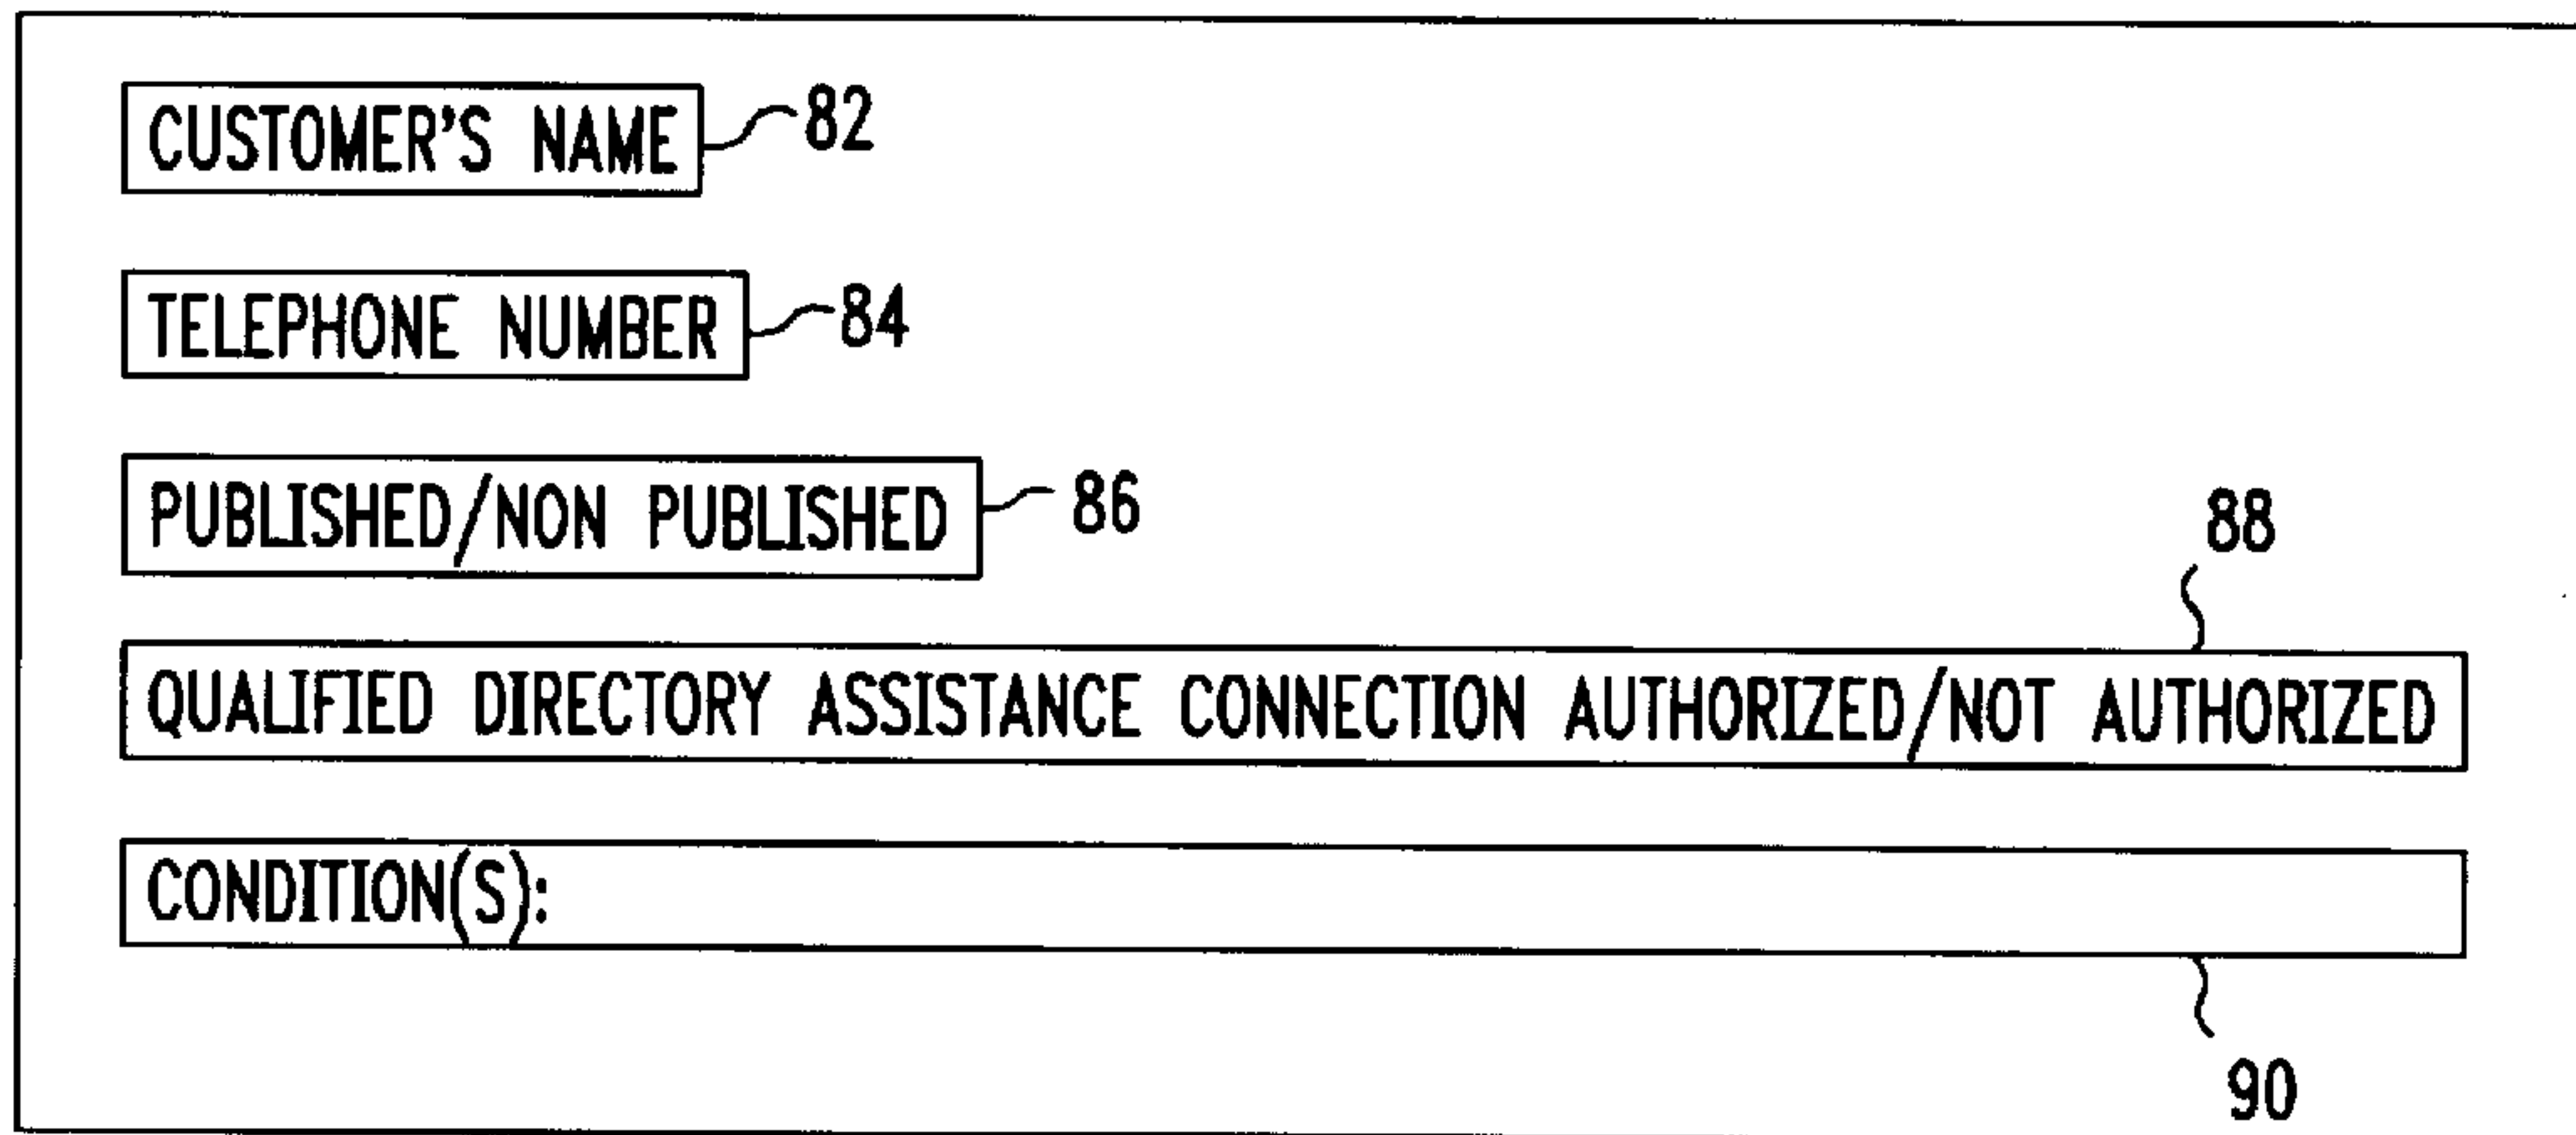 CUSTOMER'S NAME 82
TELEPHONE NUMBER 84
PUBLISHED/NON PUBLISHED 86
88
QUALIFIED DIRECTORY ASSISTANCE CONNECTION AUTHORIZED/NOT AUTHORIZED
CONDITION(S):
90